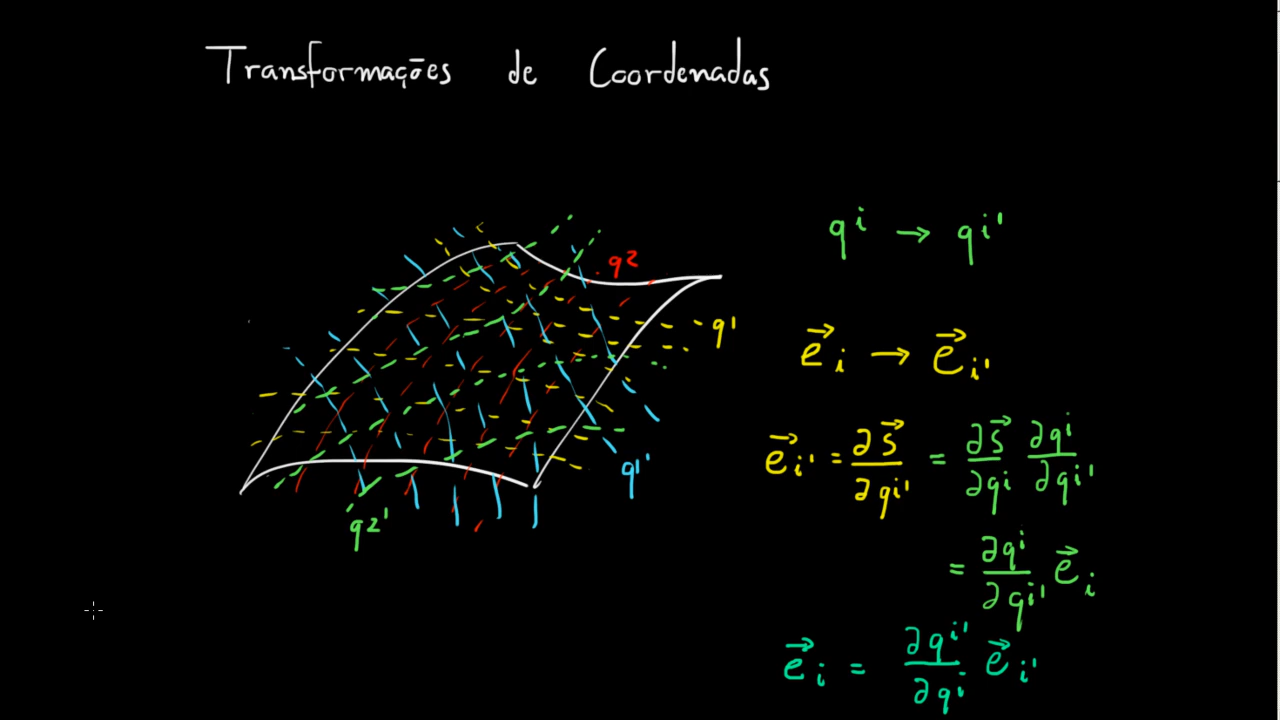 Transformações de Coordenadas
qⁱ → qⁱ'
q²
q¹
e⃗ᵢ → e⃗ᵢ'
e⃗ᵢ' = ∂s⃗/∂qⁱ' = ∂s⃗/∂qⁱ ∂qⁱ/∂qⁱ'
q¹'
q²'
= ∂qⁱ/∂qⁱ' e⃗ᵢ
e⃗ᵢ = ∂qⁱ'/∂qⁱ e⃗ᵢ'